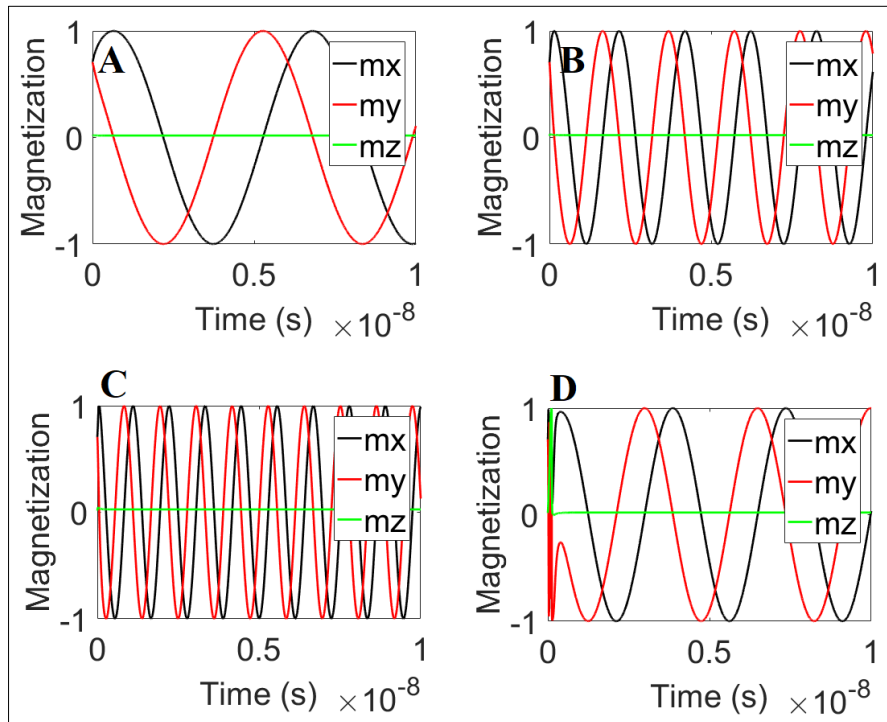 A
Magnetization
1
0
-1
mx
my
mz
0 0.5 1
Time (s) ×10-8
B
Magnetization
1
0
-1
mx
my
mz
0 0.5 1
Time (s) ×10-8
C
Magnetization
1
0
-1
mx
my
mz
0 0.5 1
Time (s) ×10-8
D
Magnetization
1
0
-1
mx
my
mz
0 0.5 1
Time (s) ×10-8